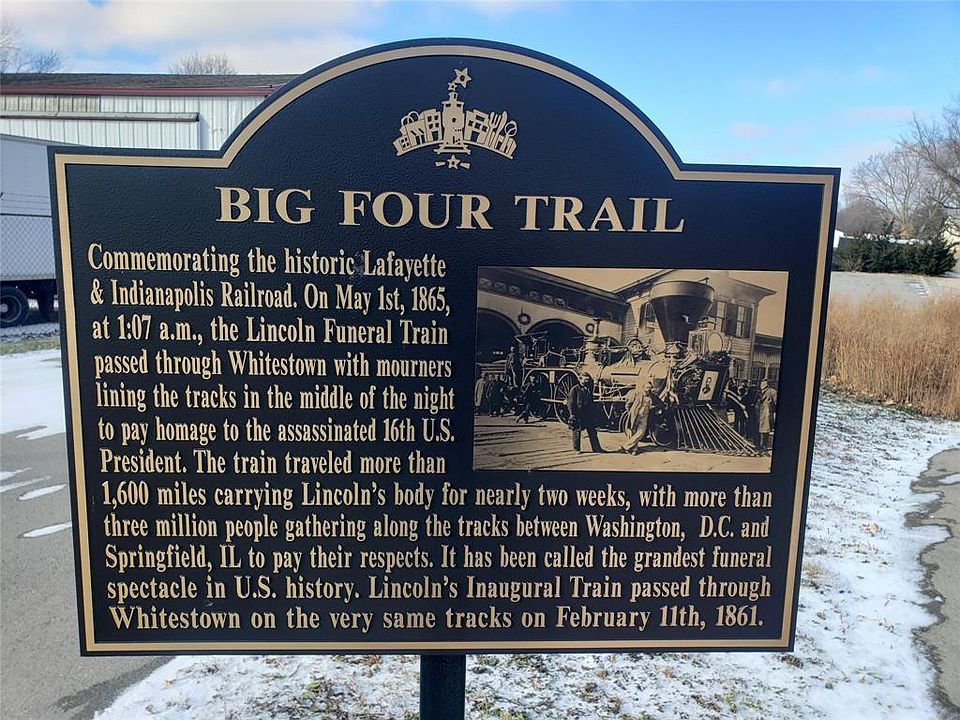 BIG FOUR TRAIL
Commemorating the historic Lafayette
& Indianapolis Railroad. On May 1st, 1865,
at 1:07 a.m., the Lincoln Funeral Train
passed through Whitestown with mourners
lining the tracks in the middle of the night
to pay homage to the assassinated 16th U.S.
President. The train traveled more than
1,600 miles carrying Lincoln's body for nearly two weeks, with more than
three million people gathering along the tracks between Washington, D.C. and
Springfield, IL to pay their respects. It has been called the grandest funeral
spectacle in U.S. history. Lincoln's Inaugural Train passed through
Whitestown on the very same tracks on February 11th, 1861.